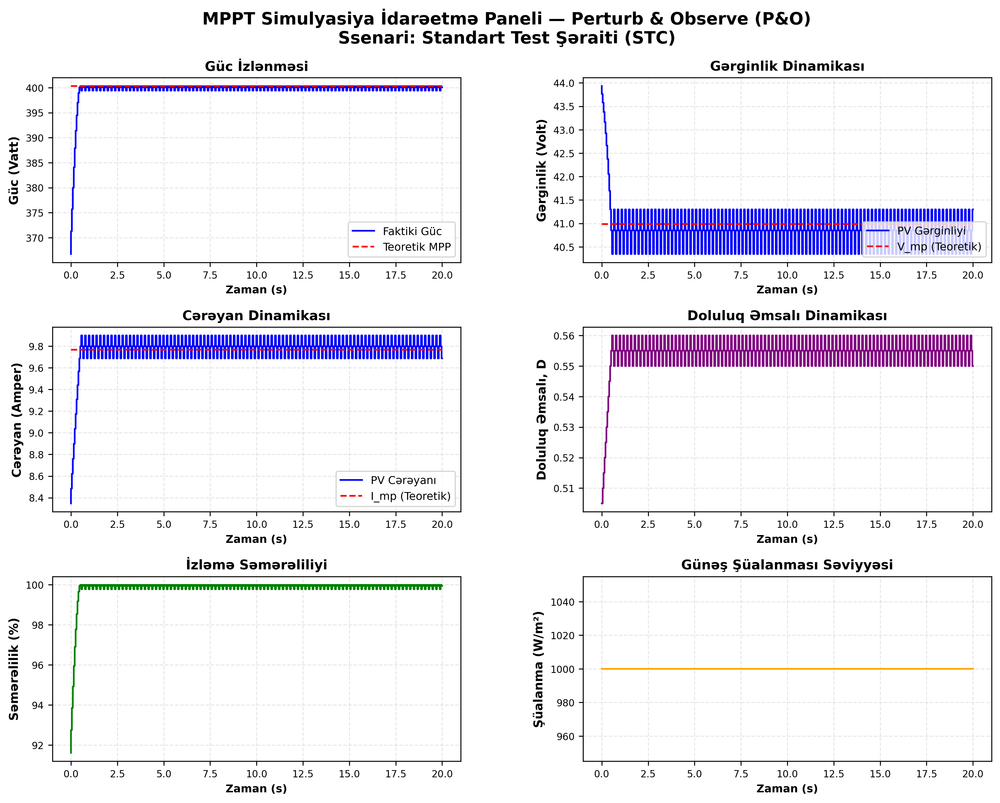 MPPT Simulyasiya İdarəetmə Paneli — Perturb & Observe (P&O)
Ssenari: Standart Test Şəraiti (STC)
Güc İzlənməsi
Güc (Vatt)
400
395
390
385
380
375
370
Faktiki Güc
Teoretik MPP
0.0 2.5 5.0 7.5 10.0 12.5 15.0 17.5 20.0
Zaman (s)
Gərginlik Dinamikası
Gərginlik (Volt)
44.0
43.5
43.0
42.5
42.0
41.5
41.0
40.5
PV Gərginliyi
V_mp (Teoretik)
0.0 2.5 5.0 7.5 10.0 12.5 15.0 17.5 20.0
Zaman (s)
Cərəyan Dinamikası
Cərəyan (Amper)
9.8
9.6
9.4
9.2
9.0
8.8
8.6
8.4
PV Cərəyanı
I_mp (Teoretik)
0.0 2.5 5.0 7.5 10.0 12.5 15.0 17.5 20.0
Zaman (s)
Doluluq Əmsalı Dinamikası
Doluluq Əmsalı, D
0.56
0.55
0.54
0.53
0.52
0.51
0.0 2.5 5.0 7.5 10.0 12.5 15.0 17.5 20.0
Zaman (s)
İzləmə Səmərəliliyi
Səmərəlilik (%)
100
98
96
94
92
0.0 2.5 5.0 7.5 10.0 12.5 15.0 17.5 20.0
Zaman (s)
Günəş Şüalanması Səviyyəsi
Şüalanma (W/m²)
1040
1020
1000
980
960
0.0 2.5 5.0 7.5 10.0 12.5 15.0 17.5 20.0
Zaman (s)